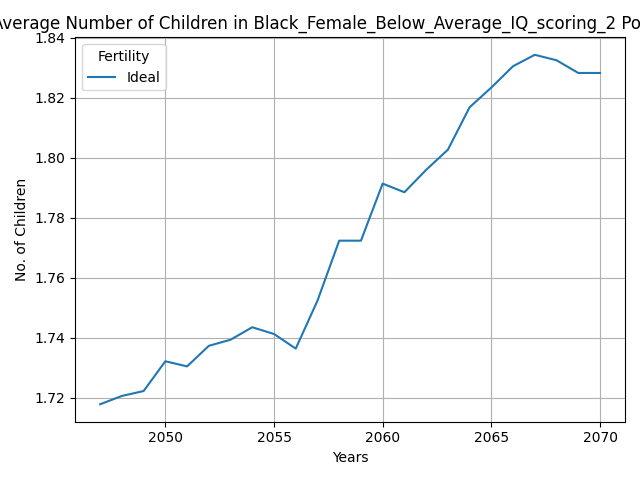 verage Number of Children in Black_Female_Below_Average_IQ_scoring_2 Po
Fertility
Ideal
1.84
1.82
1.80
1.78
1.76
1.74
1.72
No. of Children
2050 2055 2060 2065 2070
Years